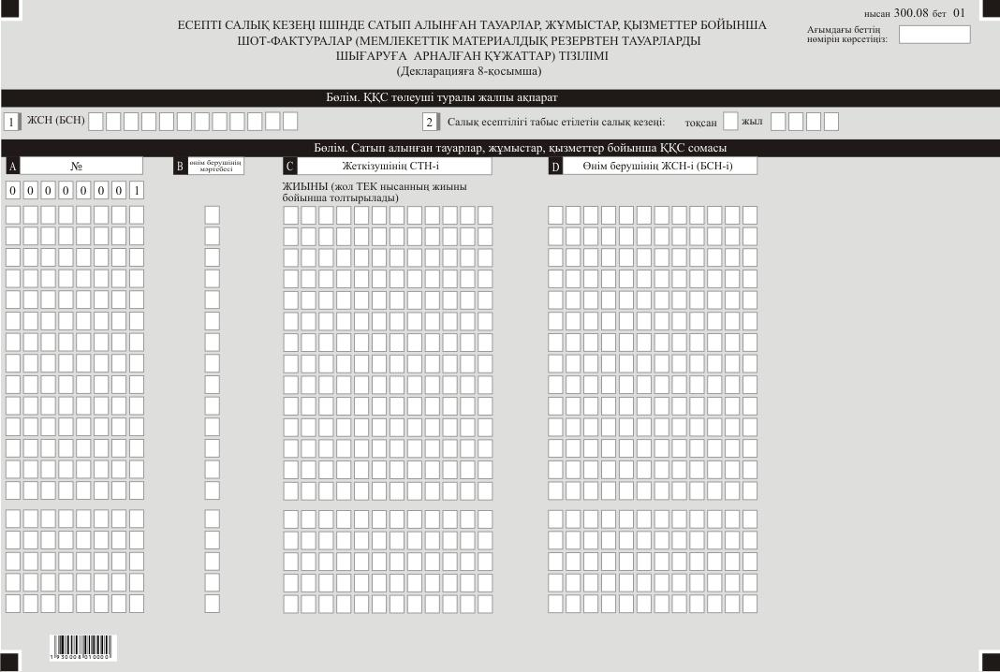 нысан 300.08 бет 01
ЕСЕПТІ САЛЫҚ КЕЗЕҢІ ІШІНДЕ САТЫП АЛЫНҒАН ТАУАРЛАР, ЖҰМЫСТАР, ҚЫЗМЕТТЕР БОЙЫНША
ШОТ-ФАКТУРАЛАР (МЕМЛЕКЕТТІК МАТЕРИАЛДЫҚ РЕЗЕРВТЕН ТАУАРЛАРДЫ
ШЫҒАРУҒА АРНАЛҒАН ҚҰЖАТТАР) ТІЗІЛІМІ
(Декларацияға 8-қосымша)
Ағымдағы беттің
нөмірін көрсетіңіз:
Бөлім. ҚҚС төлеуші туралы жалпы ақпарат
1 ЖСН (БСН)
2 Салық есептілігі табыс етілетін салық кезеңі: тоқсан жыл
Бөлім. Сатып алынған тауарлар, жұмыстар, қызметтер бойынша ҚҚС сомасы
A №
B өнім берушінің
мәртебесі
C Жеткізушінің СТН-і
D Өнім берушінің ЖСН-і (БСН-і)
0 0 0 0 0 0 0 1
ЖИЫНЫ (жол ТЕК нысанның жиыны
бойынша толтырылады)
1930008010000